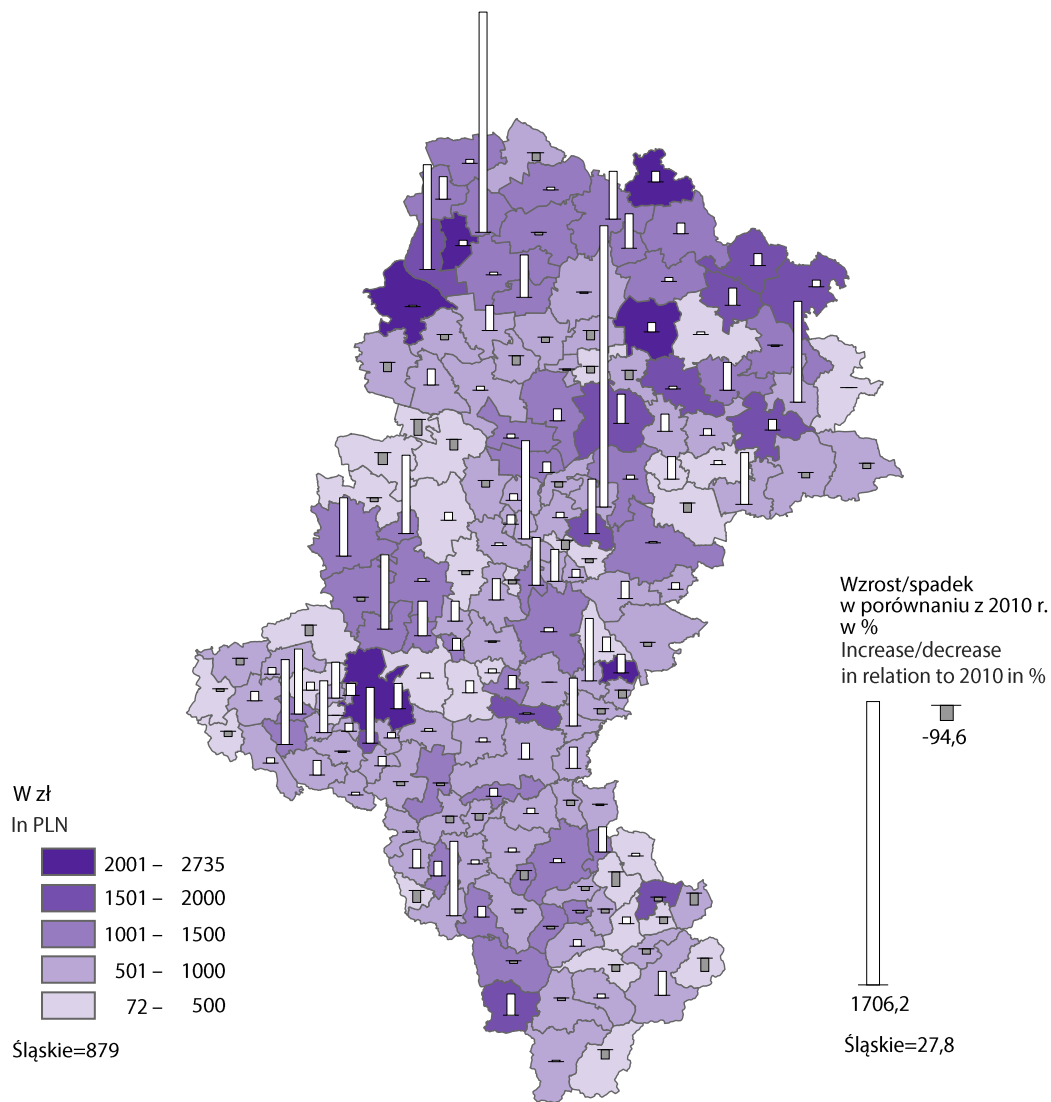 Wzrost/spadek
w porównaniu z 2010 r.
w %
Increase/decrease
in relation to 2010 in %
-94,6
1706,2
Śląskie=27,8
W zł
In PLN
2001 – 2735
1501 – 2000
1001 – 1500
501 – 1000
72 – 500
Śląskie=879